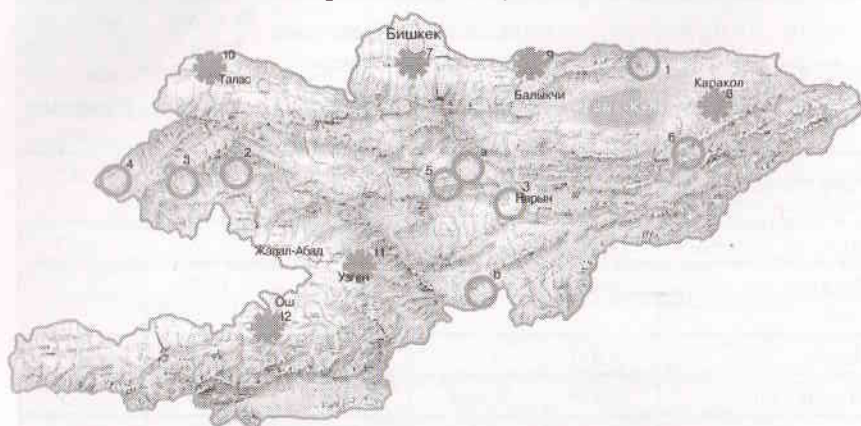 Бишкек
7
10
Талас
9
Балыкчи
1
Каракол
8
6
4
3
2
5
a
3
Нарын
Жалал-Абад
11
Узген
b
Ош
12